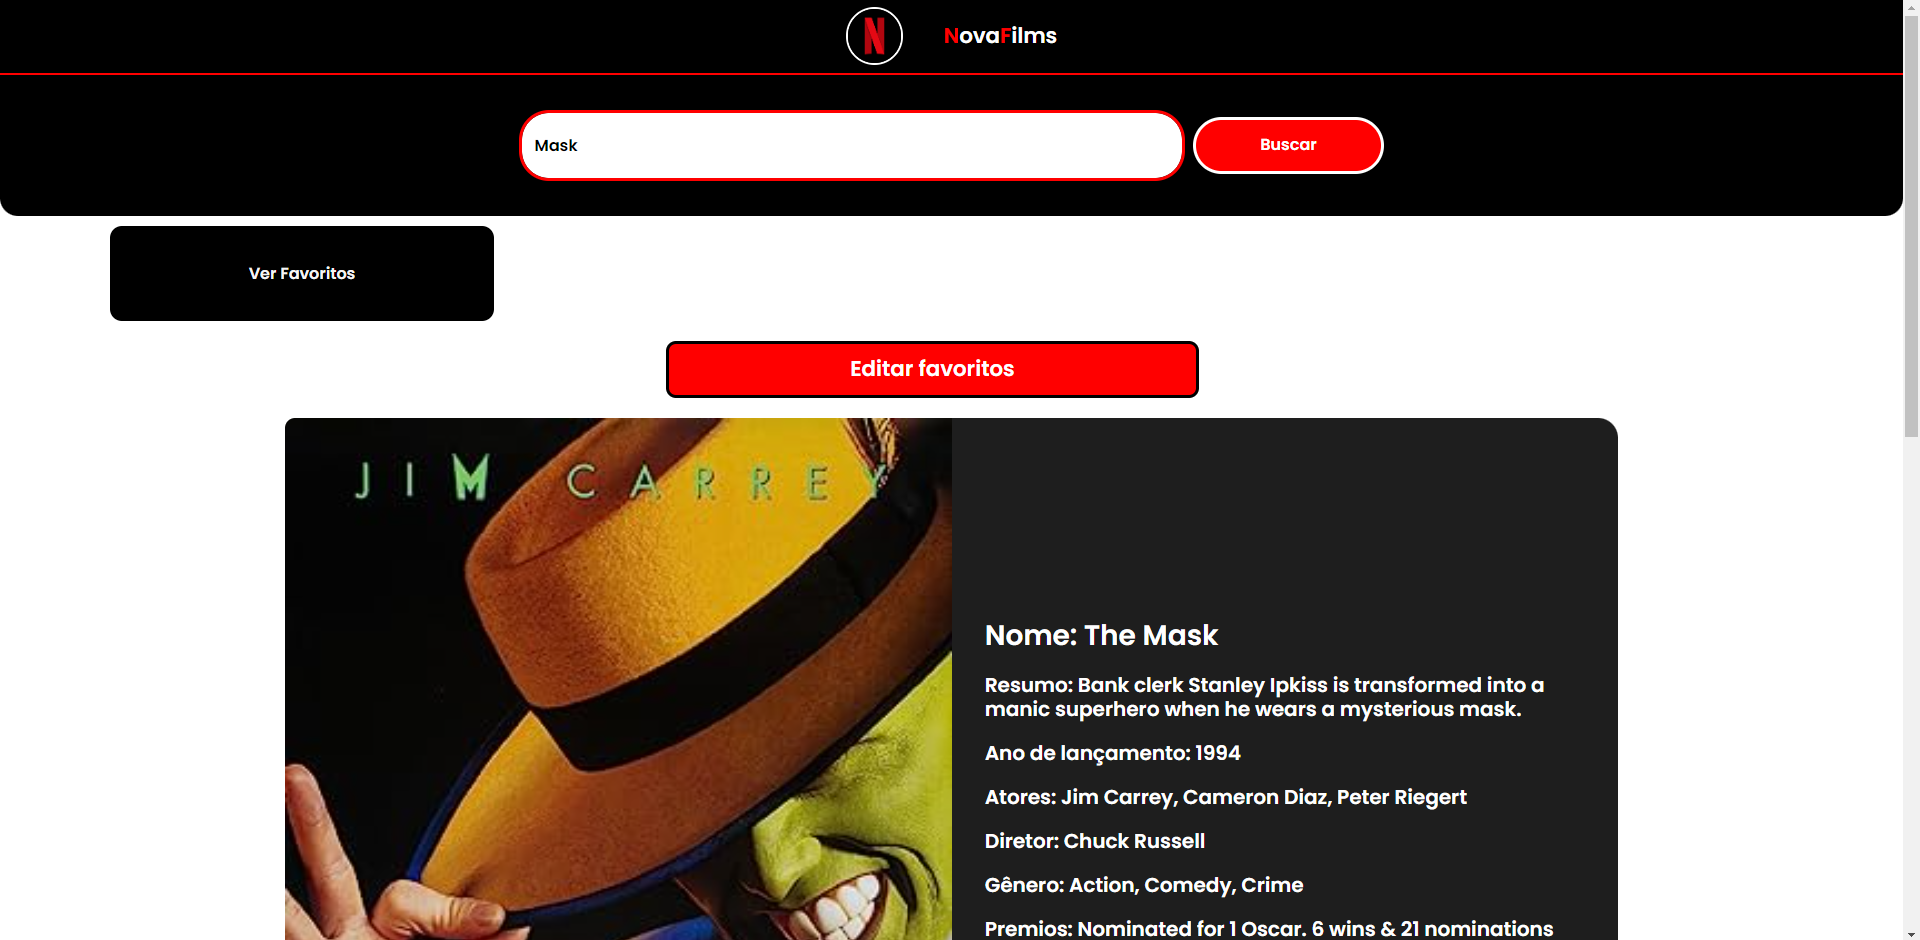 N
NovaFilms
Mask
Buscar
Ver Favoritos
Editar favoritos
JIM CARREY
Nome: The Mask
Resumo: Bank clerk Stanley Ipkiss is transformed into a
manic superhero when he wears a mysterious mask.
Ano de lançamento: 1994
Atores: Jim Carrey, Cameron Diaz, Peter Riegert
Diretor: Chuck Russell
Gênero: Action, Comedy, Crime
Premios: Nominated for 1 Oscar. 6 wins & 21 nominations